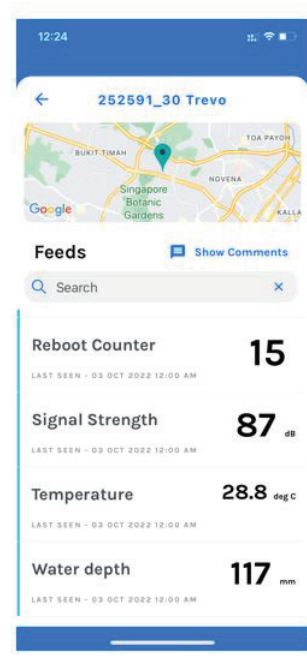 12:24
252591_30 Trevo
TOA PAYOH
BUKIT TIMAH
NOVENA
Singapore
Botanic
Gardens
Google
KALLA
Feeds
Show Comments
Search
Reboot Counter
15
LAST SEEN - 03 OCT 2022 12:00 AM
Signal Strength
87 dB
LAST SEEN - 03 OCT 2022 12:00 AM
Temperature
28.8 deg C
LAST SEEN - 03 OCT 2022 12:00 AM
Water depth
117 mm
LAST SEEN - 03 OCT 2022 12:00 AM